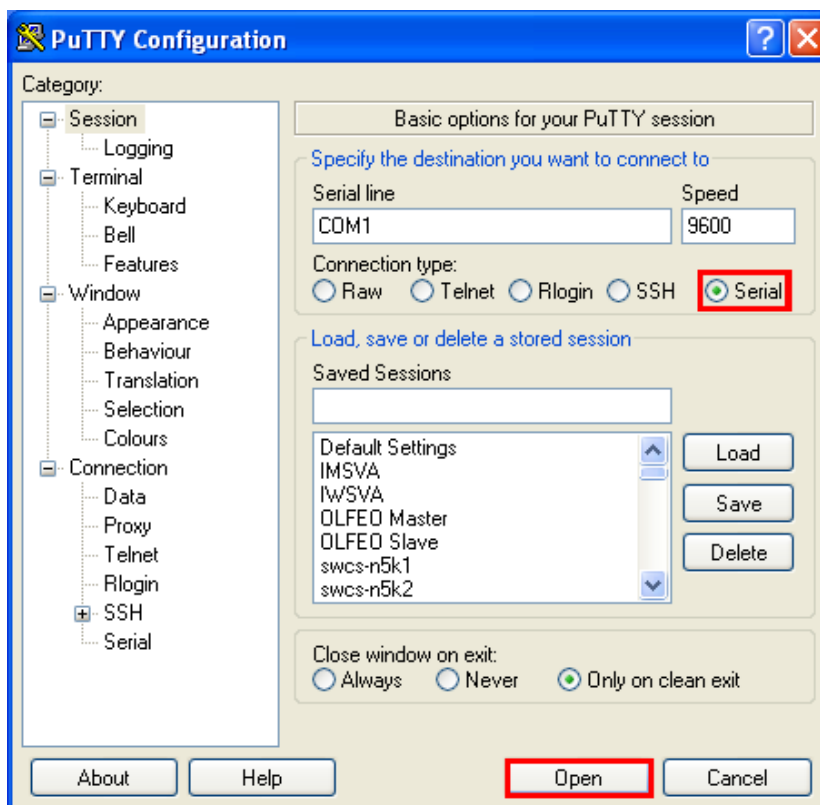 PuTTY Configuration
Category:
Session
Logging
Terminal
Keyboard
Bell
Features
Window
Appearance
Behaviour
Translation
Selection
Colours
Connection
Data
Proxy
Telnet
Rlogin
SSH
Serial
Basic options for your PuTTY session
Specify the destination you want to connect to
Serial line Speed
COM1 9600
Connection type:
Raw Telnet Rlogin SSH Serial
Load, save or delete a stored session
Saved Sessions
Default Settings
IMSVA
IWSVA
OLFEO Master
OLFEO Slave
swcs-n5k1
swcs-n5k2
Load
Save
Delete
Close window on exit:
Always Never Only on clean exit
About Help Open Cancel